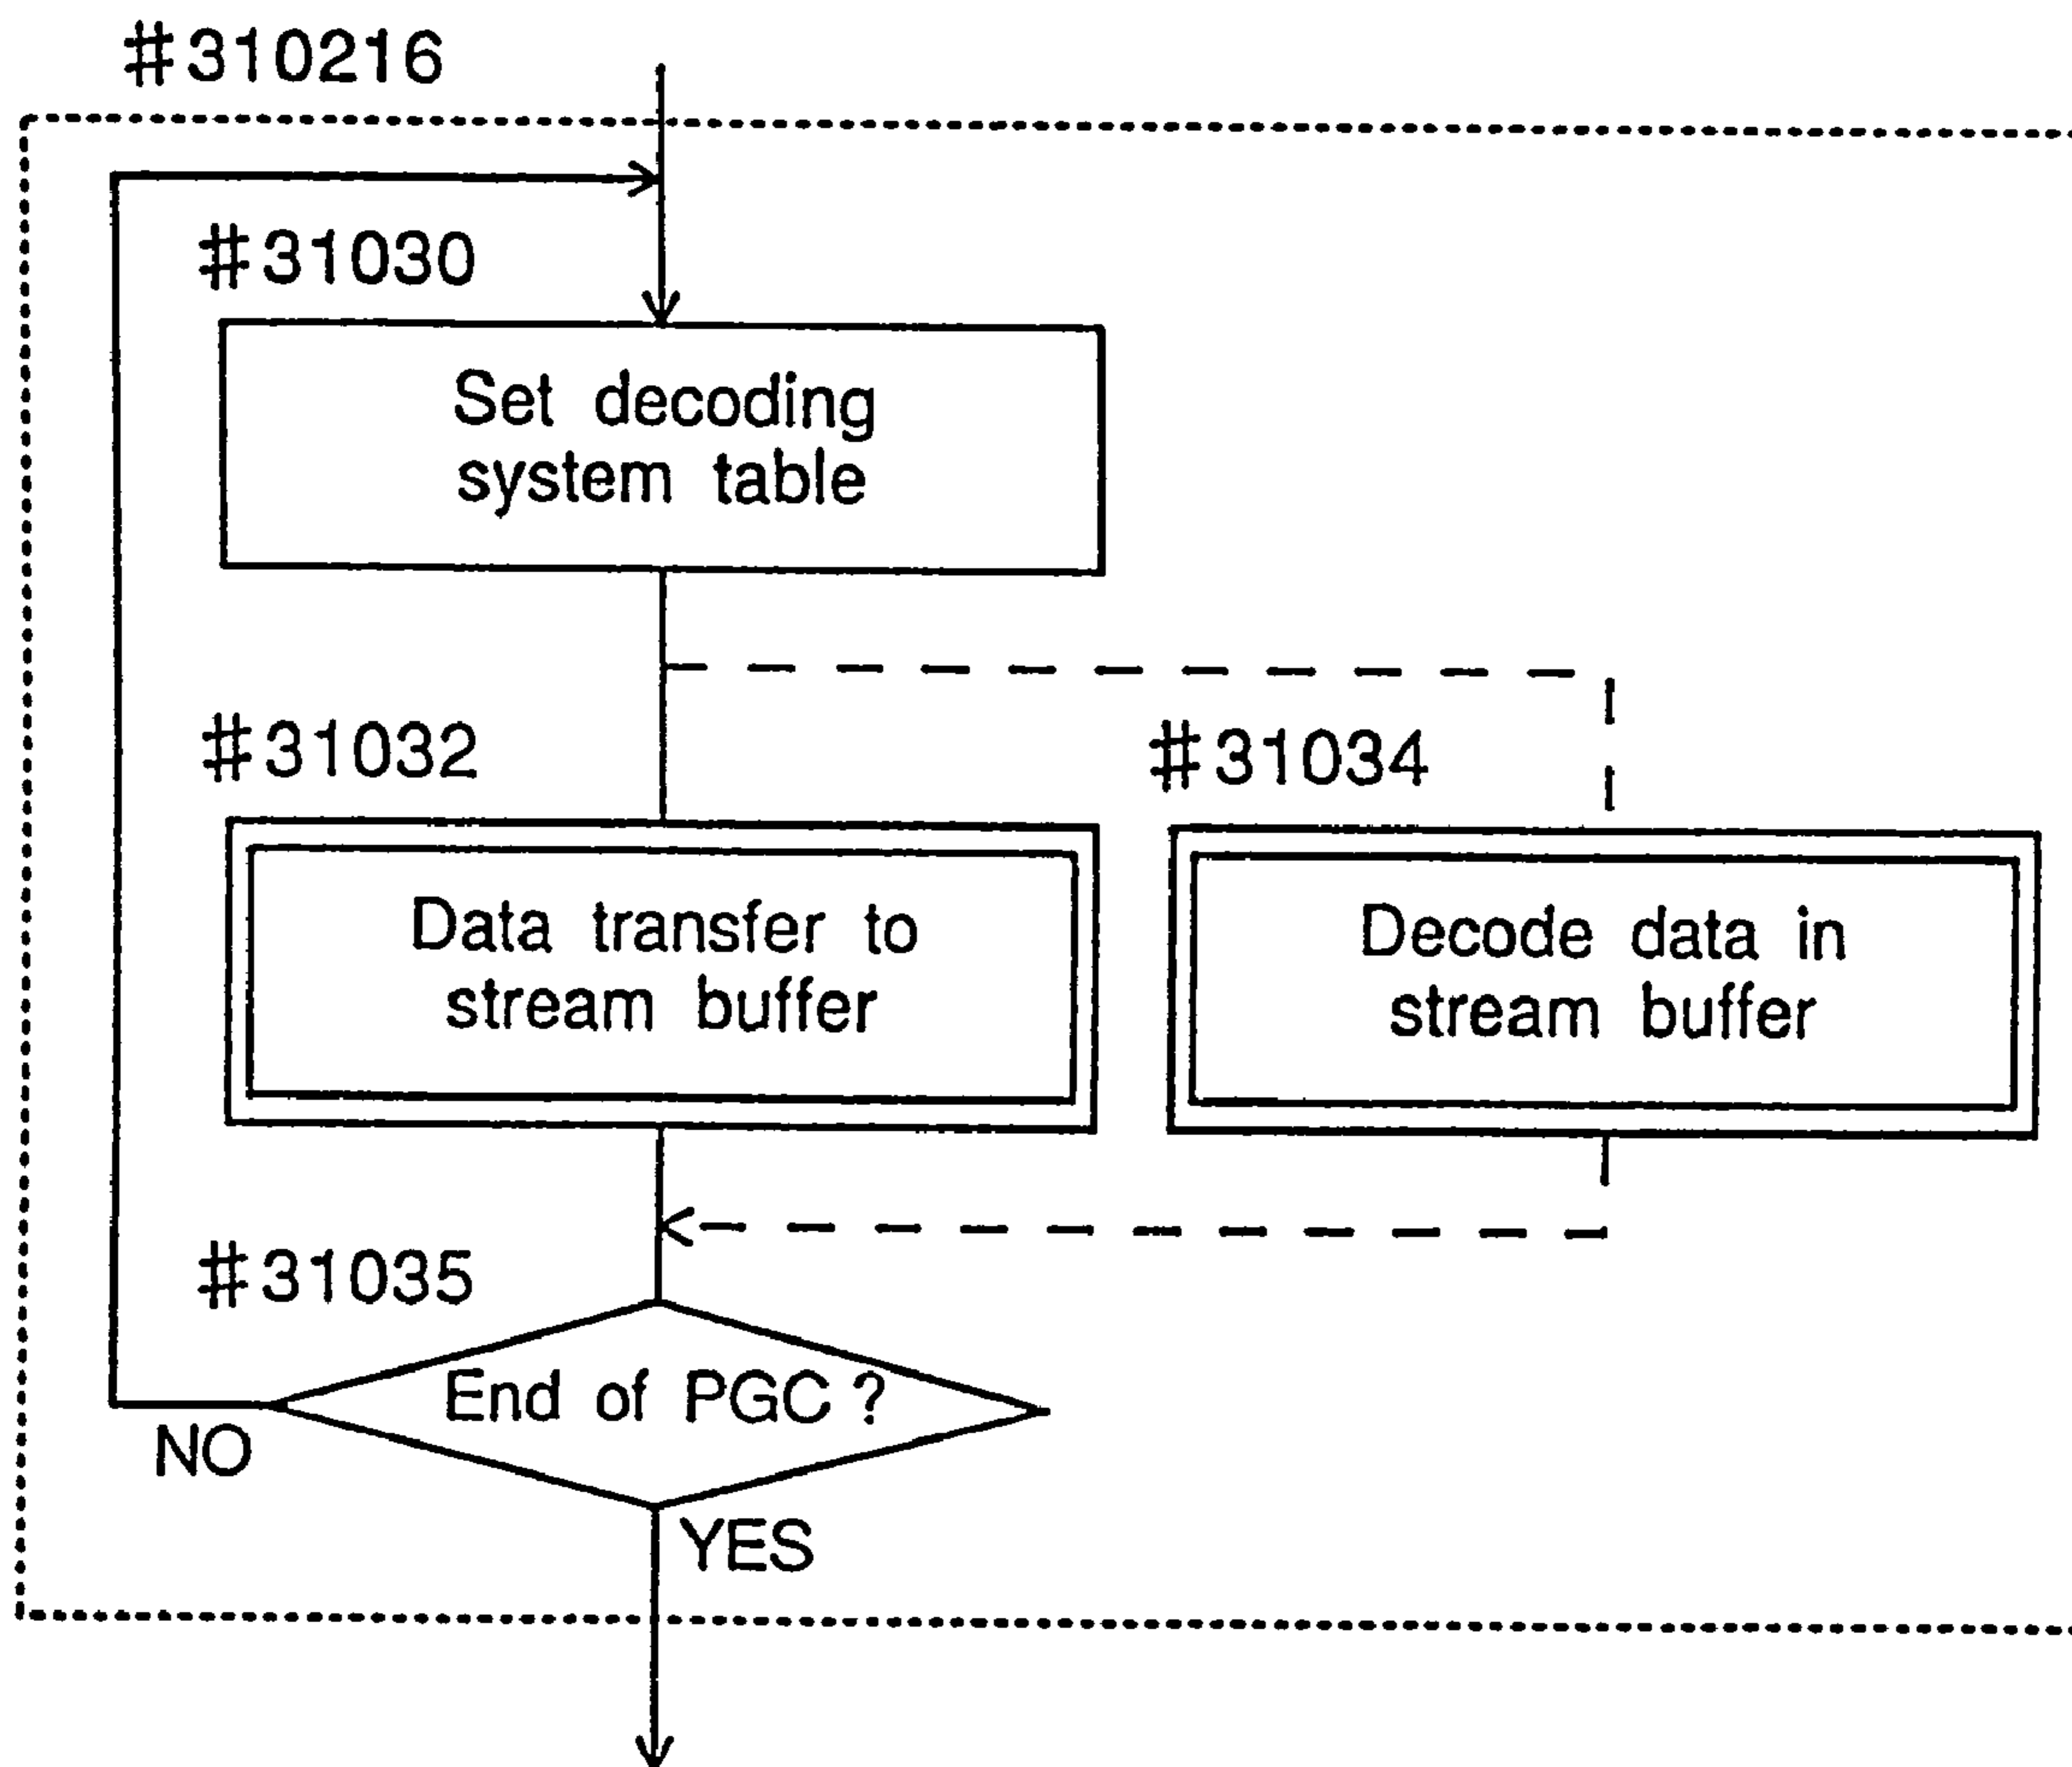 #310216
#31030
Set decoding
system table
#31032
#31034
Data transfer to
stream buffer
Decode data in
stream buffer
#31035
End of PGC ?
NO
YES